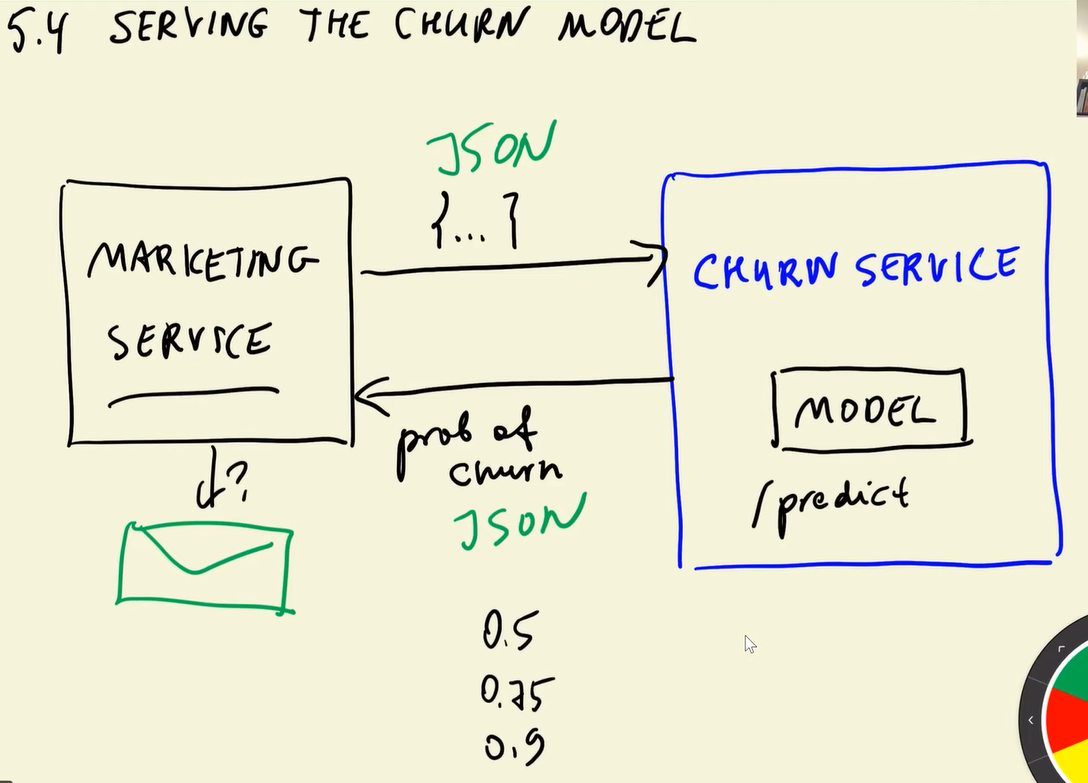 5.4 SERVING THE CHURN MODEL
JSON
{...}
MARKETING
SERVICE
CHURN SERVICE
MODEL
/predict
prob of
churn
JSON
?
0.5
0.75
0.9